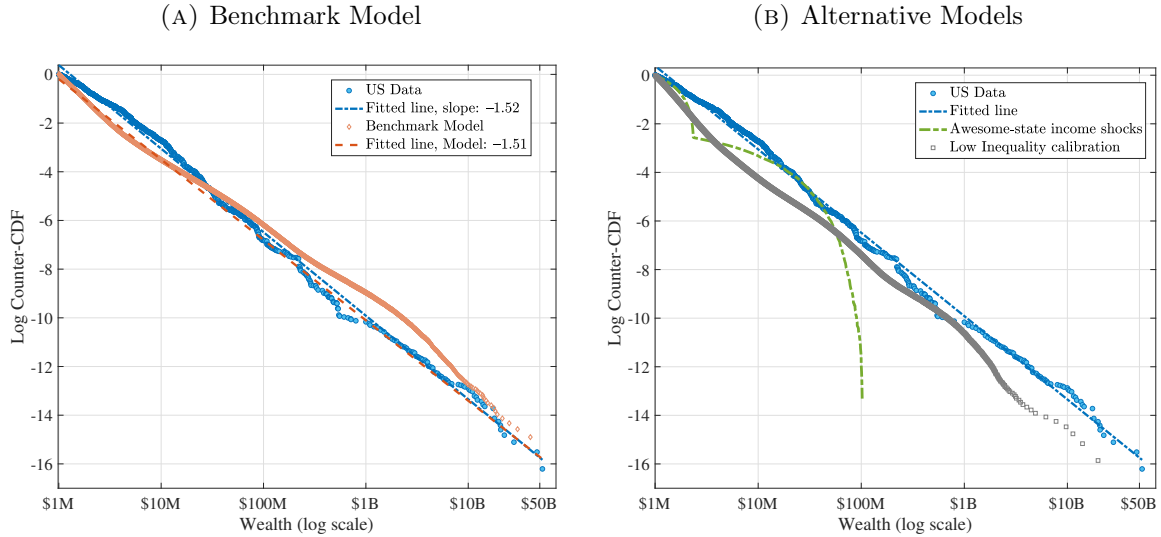 (A) Benchmark Model
0
-2
-4
-6
-8
-10
-12
-14
-16
Log Counter-CDF
US Data
Fitted line, slope: −1.52
Benchmark Model
Fitted line, Model: −1.51
$1M
$10M
$100M
$1B
$10B
$50B
Wealth (log scale)
(B) Alternative Models
0
-2
-4
-6
-8
-10
-12
-14
-16
Log Counter-CDF
US Data
Fitted line
Awesome-state income shocks
Low Inequality calibration
$1M
$10M
$100M
$1B
$10B
$50B
Wealth (log scale)